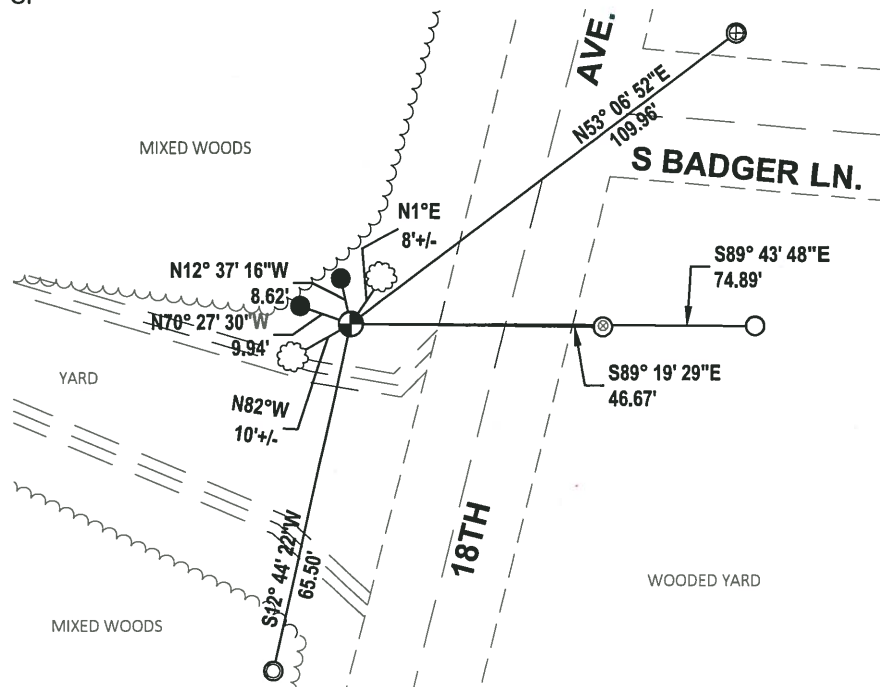 AVE.
N53° 06' 52"E
109.96'
MIXED WOODS
S BADGER LN.
N1°E
8'+/-
N12° 37' 16"W
8.62'
S89° 43' 48"E
74.89'
N70° 27' 30"W
9.94'
YARD
S89° 19' 29"E
46.67'
N82°W
10'+/-
18TH
S12° 44' 22"W
65.50'
WOODED YARD
MIXED WOODS